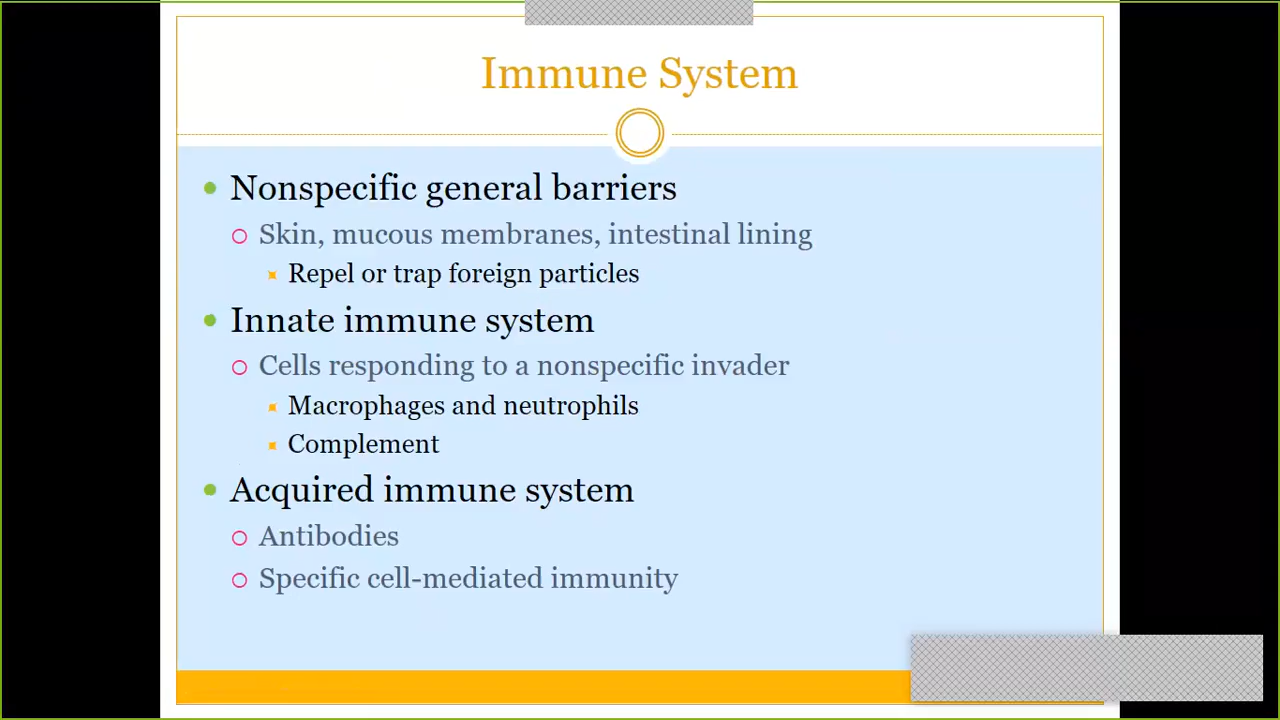 Immune System
Nonspecific general barriers
Skin, mucous membranes, intestinal lining
Repel or trap foreign particles
Innate immune system
Cells responding to a nonspecific invader
Macrophages and neutrophils
Complement
Acquired immune system
Antibodies
Specific cell-mediated immunity